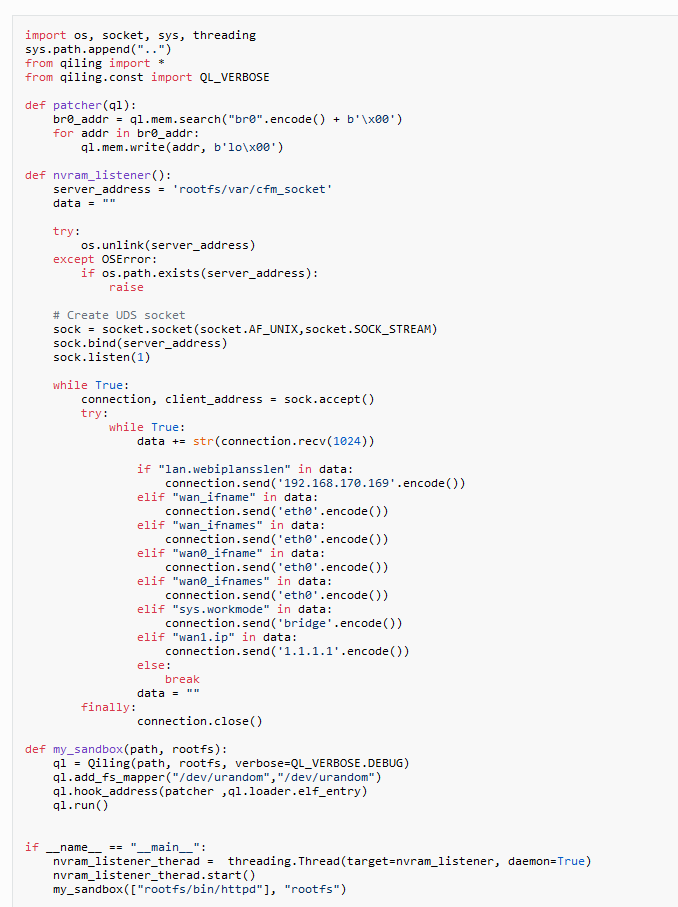 import os, socket, sys, threading
sys.path.append("..")
from qiling import *
from qiling.const import QL_VERBOSE

def patcher(ql):
    br0_addr = ql.mem.search("br0".encode() + b'\x00')
    for addr in br0_addr:
        ql.mem.write(addr, b'lo\x00')

def nvram_listener():
    server_address = 'rootfs/var/cfm_socket'
    data = ""

    try:
        os.unlink(server_address)
    except OSError:
        if os.path.exists(server_address):
            raise

    # Create UDS socket
    sock = socket.socket(socket.AF_UNIX,socket.SOCK_STREAM)
    sock.bind(server_address)
    sock.listen(1)

    while True:
        connection, client_address = sock.accept()
        try:
            while True:
                data += str(connection.recv(1024))

                if "lan.webiplansslen" in data:
                    connection.send('192.168.170.169'.encode())
                elif "wan_ifname" in data:
                    connection.send('eth0'.encode())
                elif "wan_ifnames" in data:
                    connection.send('eth0'.encode())
                elif "wan0_ifname" in data:
                    connection.send('eth0'.encode())
                elif "wan0_ifnames" in data:
                    connection.send('eth0'.encode())
                elif "sys.workmode" in data:
                    connection.send('bridge'.encode())
                elif "wan1.ip" in data:
                    connection.send('1.1.1.1'.encode())
                else:
                    break
                data = ""
        finally:
                connection.close()

def my_sandbox(path, rootfs):
    ql = Qiling(path, rootfs, verbose=QL_VERBOSE.DEBUG)
    ql.add_fs_mapper("/dev/urandom","/dev/urandom")
    ql.hook_address(patcher ,ql.loader.elf_entry)
    ql.run()


if __name__ == "__main__":
    nvram_listener_therad =  threading.Thread(target=nvram_listener, daemon=True)
    nvram_listener_therad.start()
    my_sandbox(["rootfs/bin/httpd"], "rootfs")